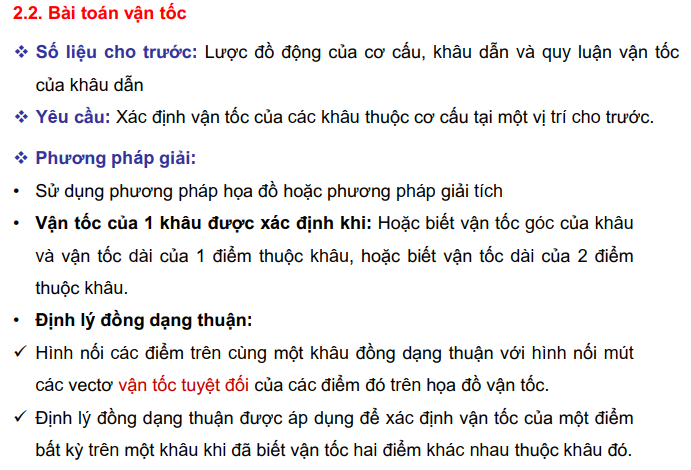 2.2. Bài toán vận tốc
❖ Số liệu cho trước: Lược đồ động của cơ cấu, khâu dẫn và quy luận vận tốc
của khâu dẫn
❖ Yêu cầu: Xác định vận tốc của các khâu thuộc cơ cấu tại một vị trí cho trước.
❖ Phương pháp giải:
• Sử dụng phương pháp họa đồ hoặc phương pháp giải tích
• Vận tốc của 1 khâu được xác định khi: Hoặc biết vận tốc góc của khâu
và vận tốc dài của 1 điểm thuộc khâu, hoặc biết vận tốc dài của 2 điểm
thuộc khâu.
• Định lý đồng dạng thuận:
✓ Hình nối các điểm trên cùng một khâu đồng dạng thuận với hình nối mút
các vectơ vận tốc tuyệt đối của các điểm đó trên họa đồ vận tốc.
✓ Định lý đồng dạng thuận được áp dụng để xác định vận tốc của một điểm
bất kỳ trên một khâu khi đã biết vận tốc hai điểm khác nhau thuộc khâu đó.